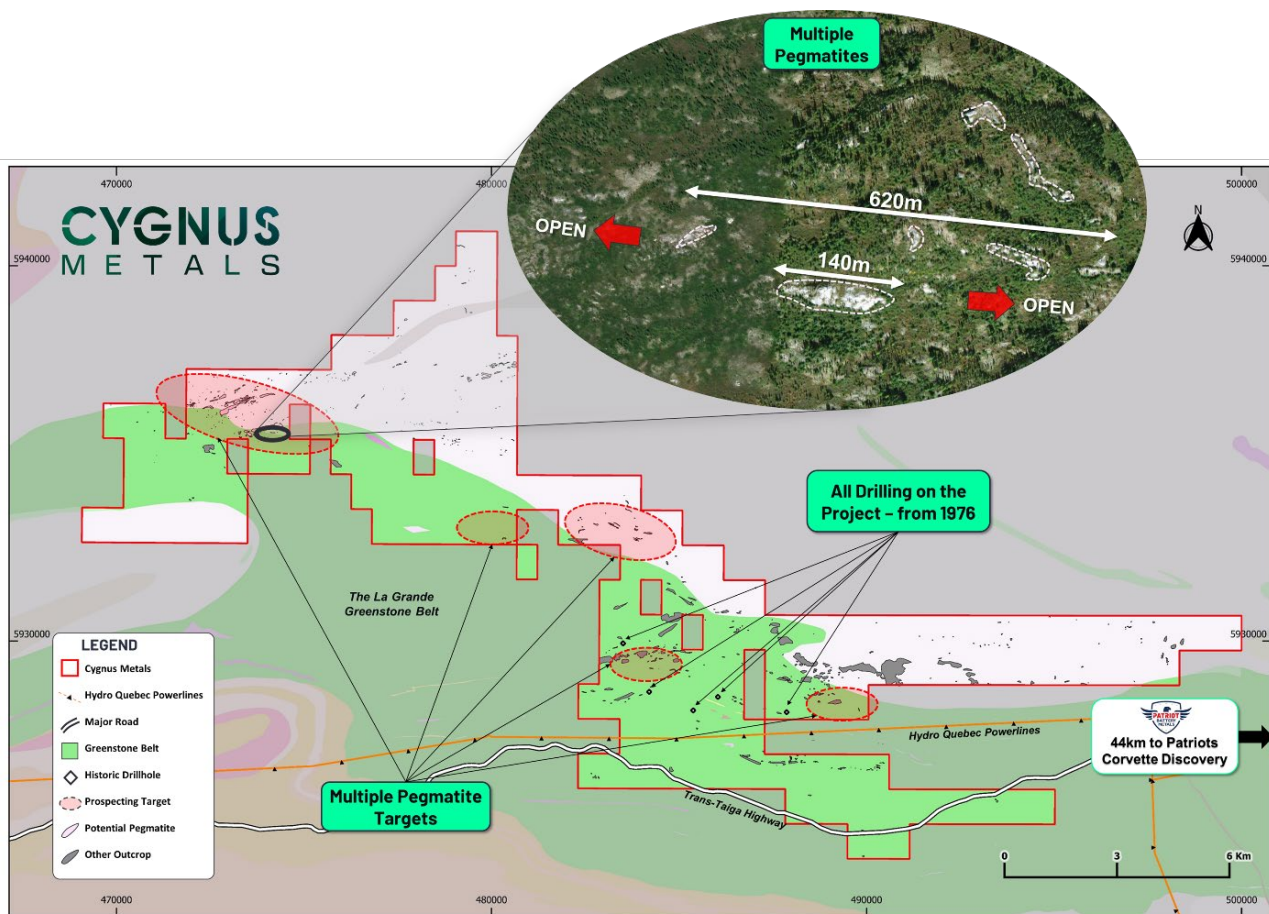 Multiple
Pegmatites
620m
OPEN
140m
OPEN
470000
480000
500000
CYGNUS
METALS
N
5940000
5940000
All Drilling on the
Project – from 1976
The La Grande
Greenstone Belt
5930000
5930000
LEGEND
Cygnus Metals
Hydro Quebec Powerlines
Major Road
Greenstone Belt
Historic Drillhole
Prospecting Target
Potential Pegmatite
Other Outcrop
Hydro Quebec Powerlines
PATRIOT
BATTERY METALS
44km to Patriots
Corvette Discovery
Multiple Pegmatite
Targets
Trans-Taiga Highway
0
3
6 Km
470000
480000
490000
500000